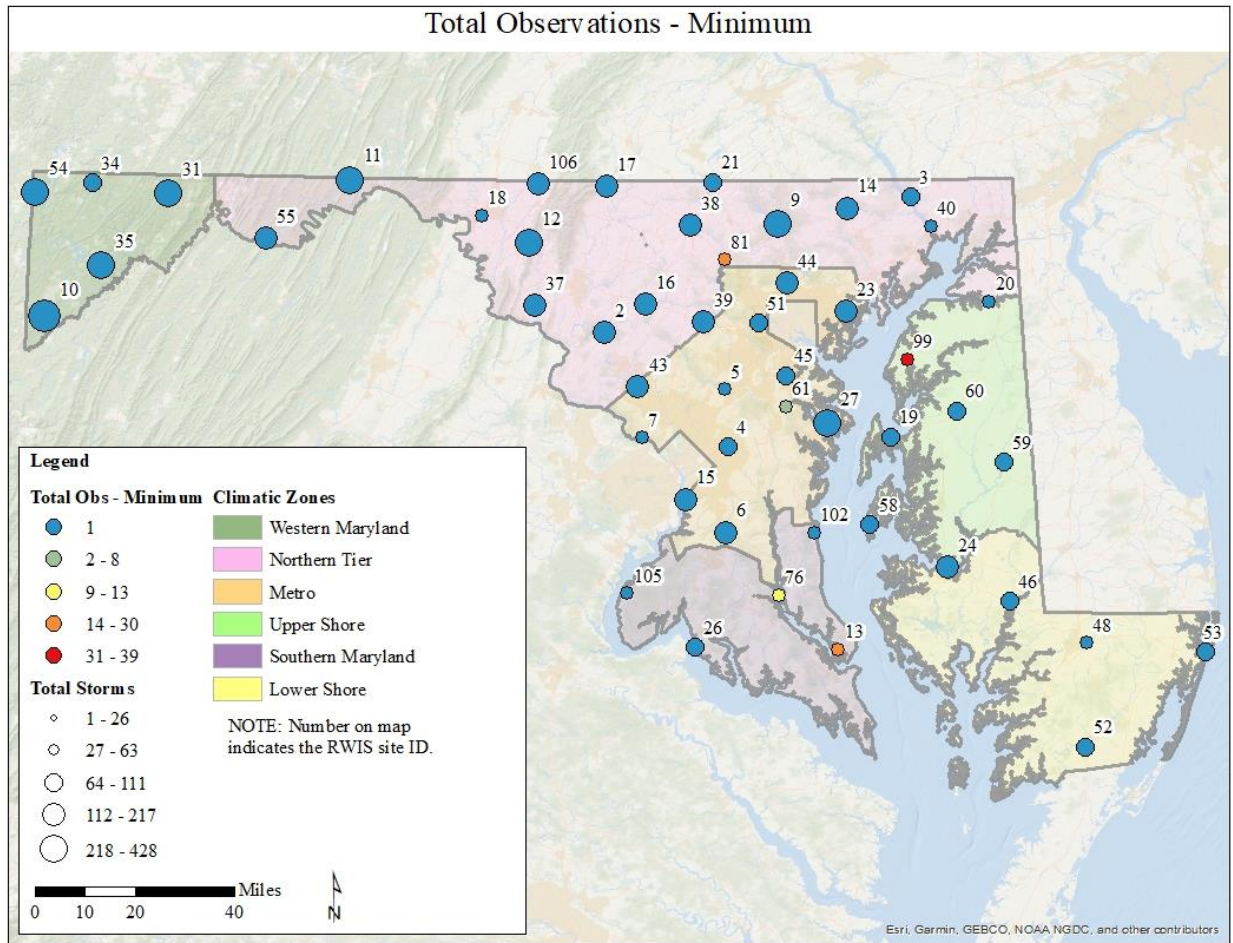 Total Observations - Minimum
54
34
31
11
106
17
21
3
18
38
9
14
40
55
12
35
81
44
20
10
37
16
39
51
23
2
99
43
5
45
61
27
60
7
4
19
59
15
6
102
58
24
105
76
46
26
13
48
53
52
Legend
Total Obs - Minimum Climatic Zones
1 Western Maryland
2 - 8 Northern Tier
9 - 13 Metro
14 - 30 Upper Shore
31 - 39 Southern Maryland
Total Storms Lower Shore
1 - 26 NOTE: Number on map
27 - 63 indicates the RWIS site ID.
64 - 111
112 - 217
218 - 428
Miles
0 10 20 40
N
Esri, Garmin, GEBCO, NOAA NGDC, and other contributors